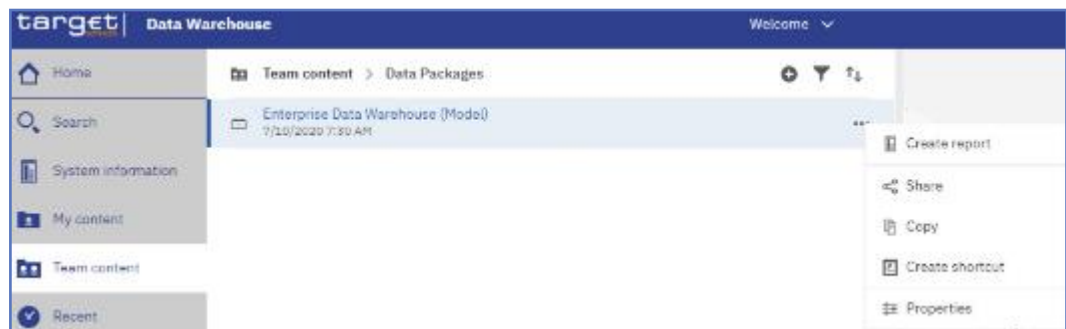 target| Data Warehouse
Welcome
Home
Team content > Data Packages
Search
Enterprise Data Warehouse (Model)
7/10/2020 7:30 AM
System information
My content
Team content
Recent
Create report
Share
Copy
Create shortcut
Properties